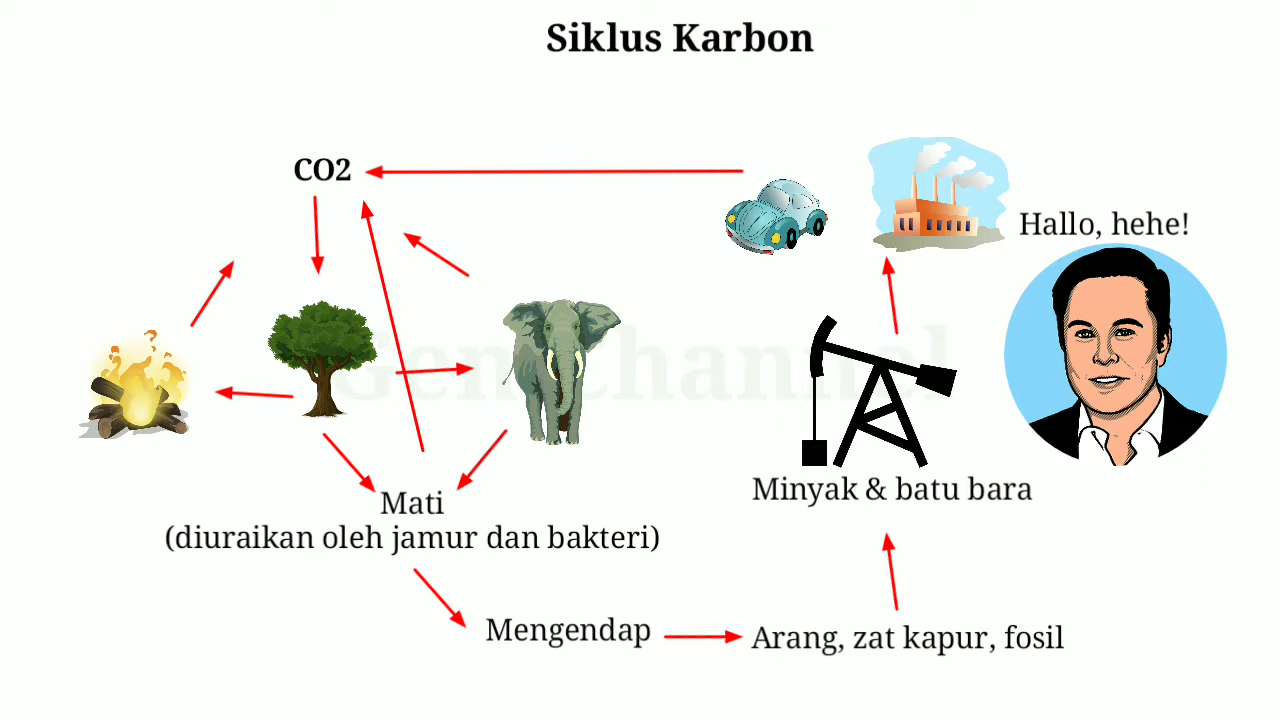 Siklus Karbon
CO2
Hallo, hehe!
Minyak & batu bara
Mati
(diuraikan oleh jamur dan bakteri)
Mengendap
Arang, zat kapur, fosil